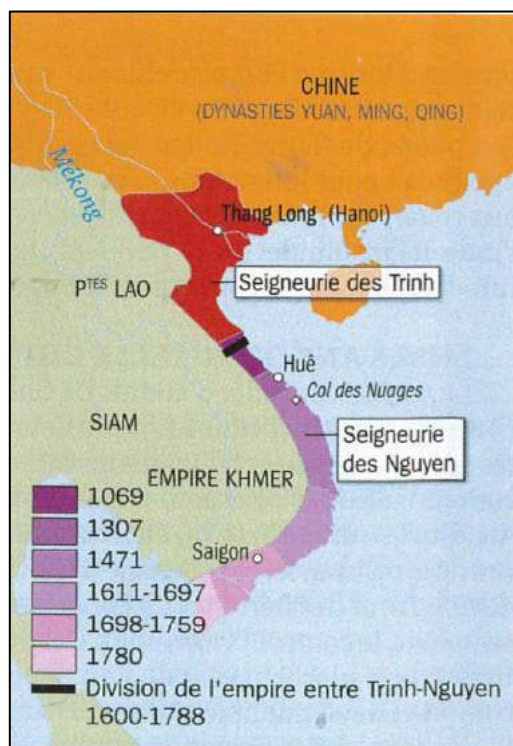 CHINE
(DYNASTIES YUAN, MING, QING)
Mékong
Thang Long (Hanoi)
PTES LAO
Seigneurie des Trinh
Huê
Col des Nuages
SIAM
Seigneurie
des Nguyen
EMPIRE KHMER
Saigon
1069
1307
1471
1611-1697
1698-1759
1780
Division de l'empire entre Trinh-Nguyen
1600-1788